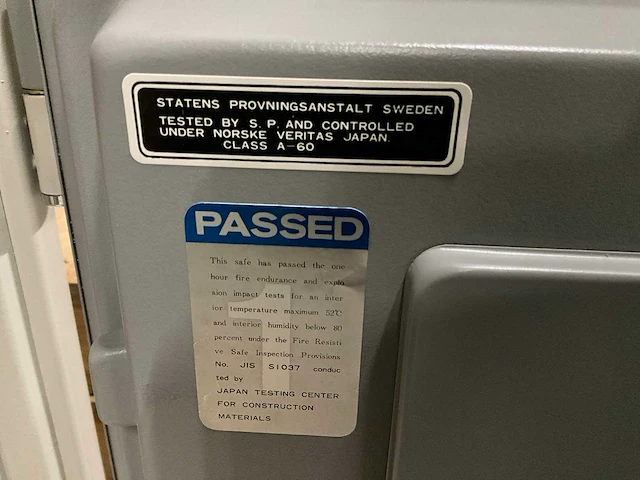 STATENS PROVNINGSANSTALT SWEDEN
TESTED BY S. P. AND CONTROLLED
UNDER NORSKE VERITAS JAPAN.
CLASS A-60
PASSED
This safe has passed the one
hour fire endurance and explo
sion impact tests for an inter
ior temperature maximum 52℃
and interior humidity below 80
percent under the Fire Resisti
ve Safe Inspection Provisions
No. JIS S1037 conduc
ted by
JAPAN TESTING CENTER
FOR CONSTRUCTION
MATERIALS